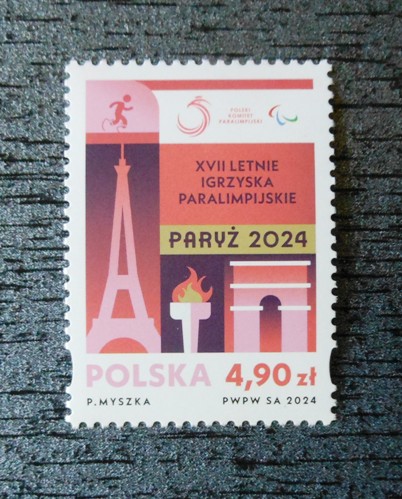 POLSKI
KOMITET
PARALIMPIJSKI
XVII LETNIE
IGRZYSKA
PARALIMPIJSKIE
PARYŻ 2024
POLSKA 4,90 zł
P. MYSZKA PWPW SA 2024